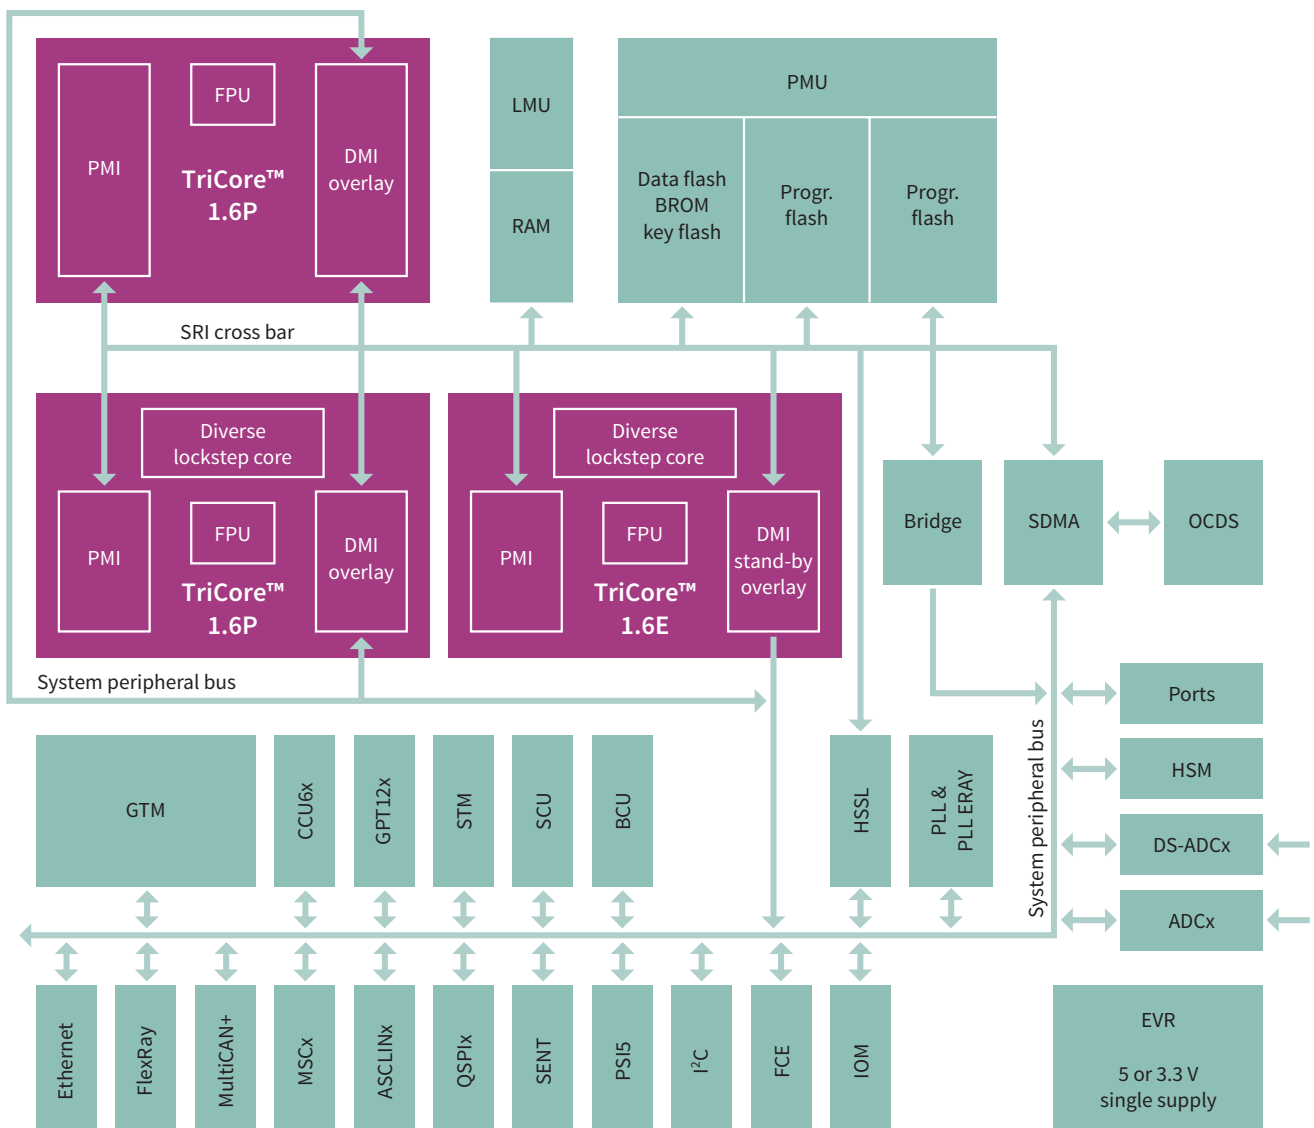 PMI
FPU
TriCore™
1.6P
DMI
overlay
LMU
RAM
PMU
Data flash
BROM
key flash
Progr.
flash
Progr.
flash
SRI cross bar
Diverse
lockstep core
PMI
FPU
TriCore™
1.6P
DMI
overlay
Diverse
lockstep core
PMI
FPU
TriCore™
1.6E
DMI
stand-by
overlay
Bridge
SDMA
OCDS
System peripheral bus
System peripheral bus
Ports
HSM
DS-ADCx
ADCx
GTM
CCU6x
GPT12x
STM
SCU
BCU
HSSL
PLL &
PLL ERAY
Ethernet
FlexRay
MultiCAN+
MSCx
ASCLINx
QSPIx
SENT
PSI5
I²C
FCE
IOM
EVR
5 or 3.3 V
single supply